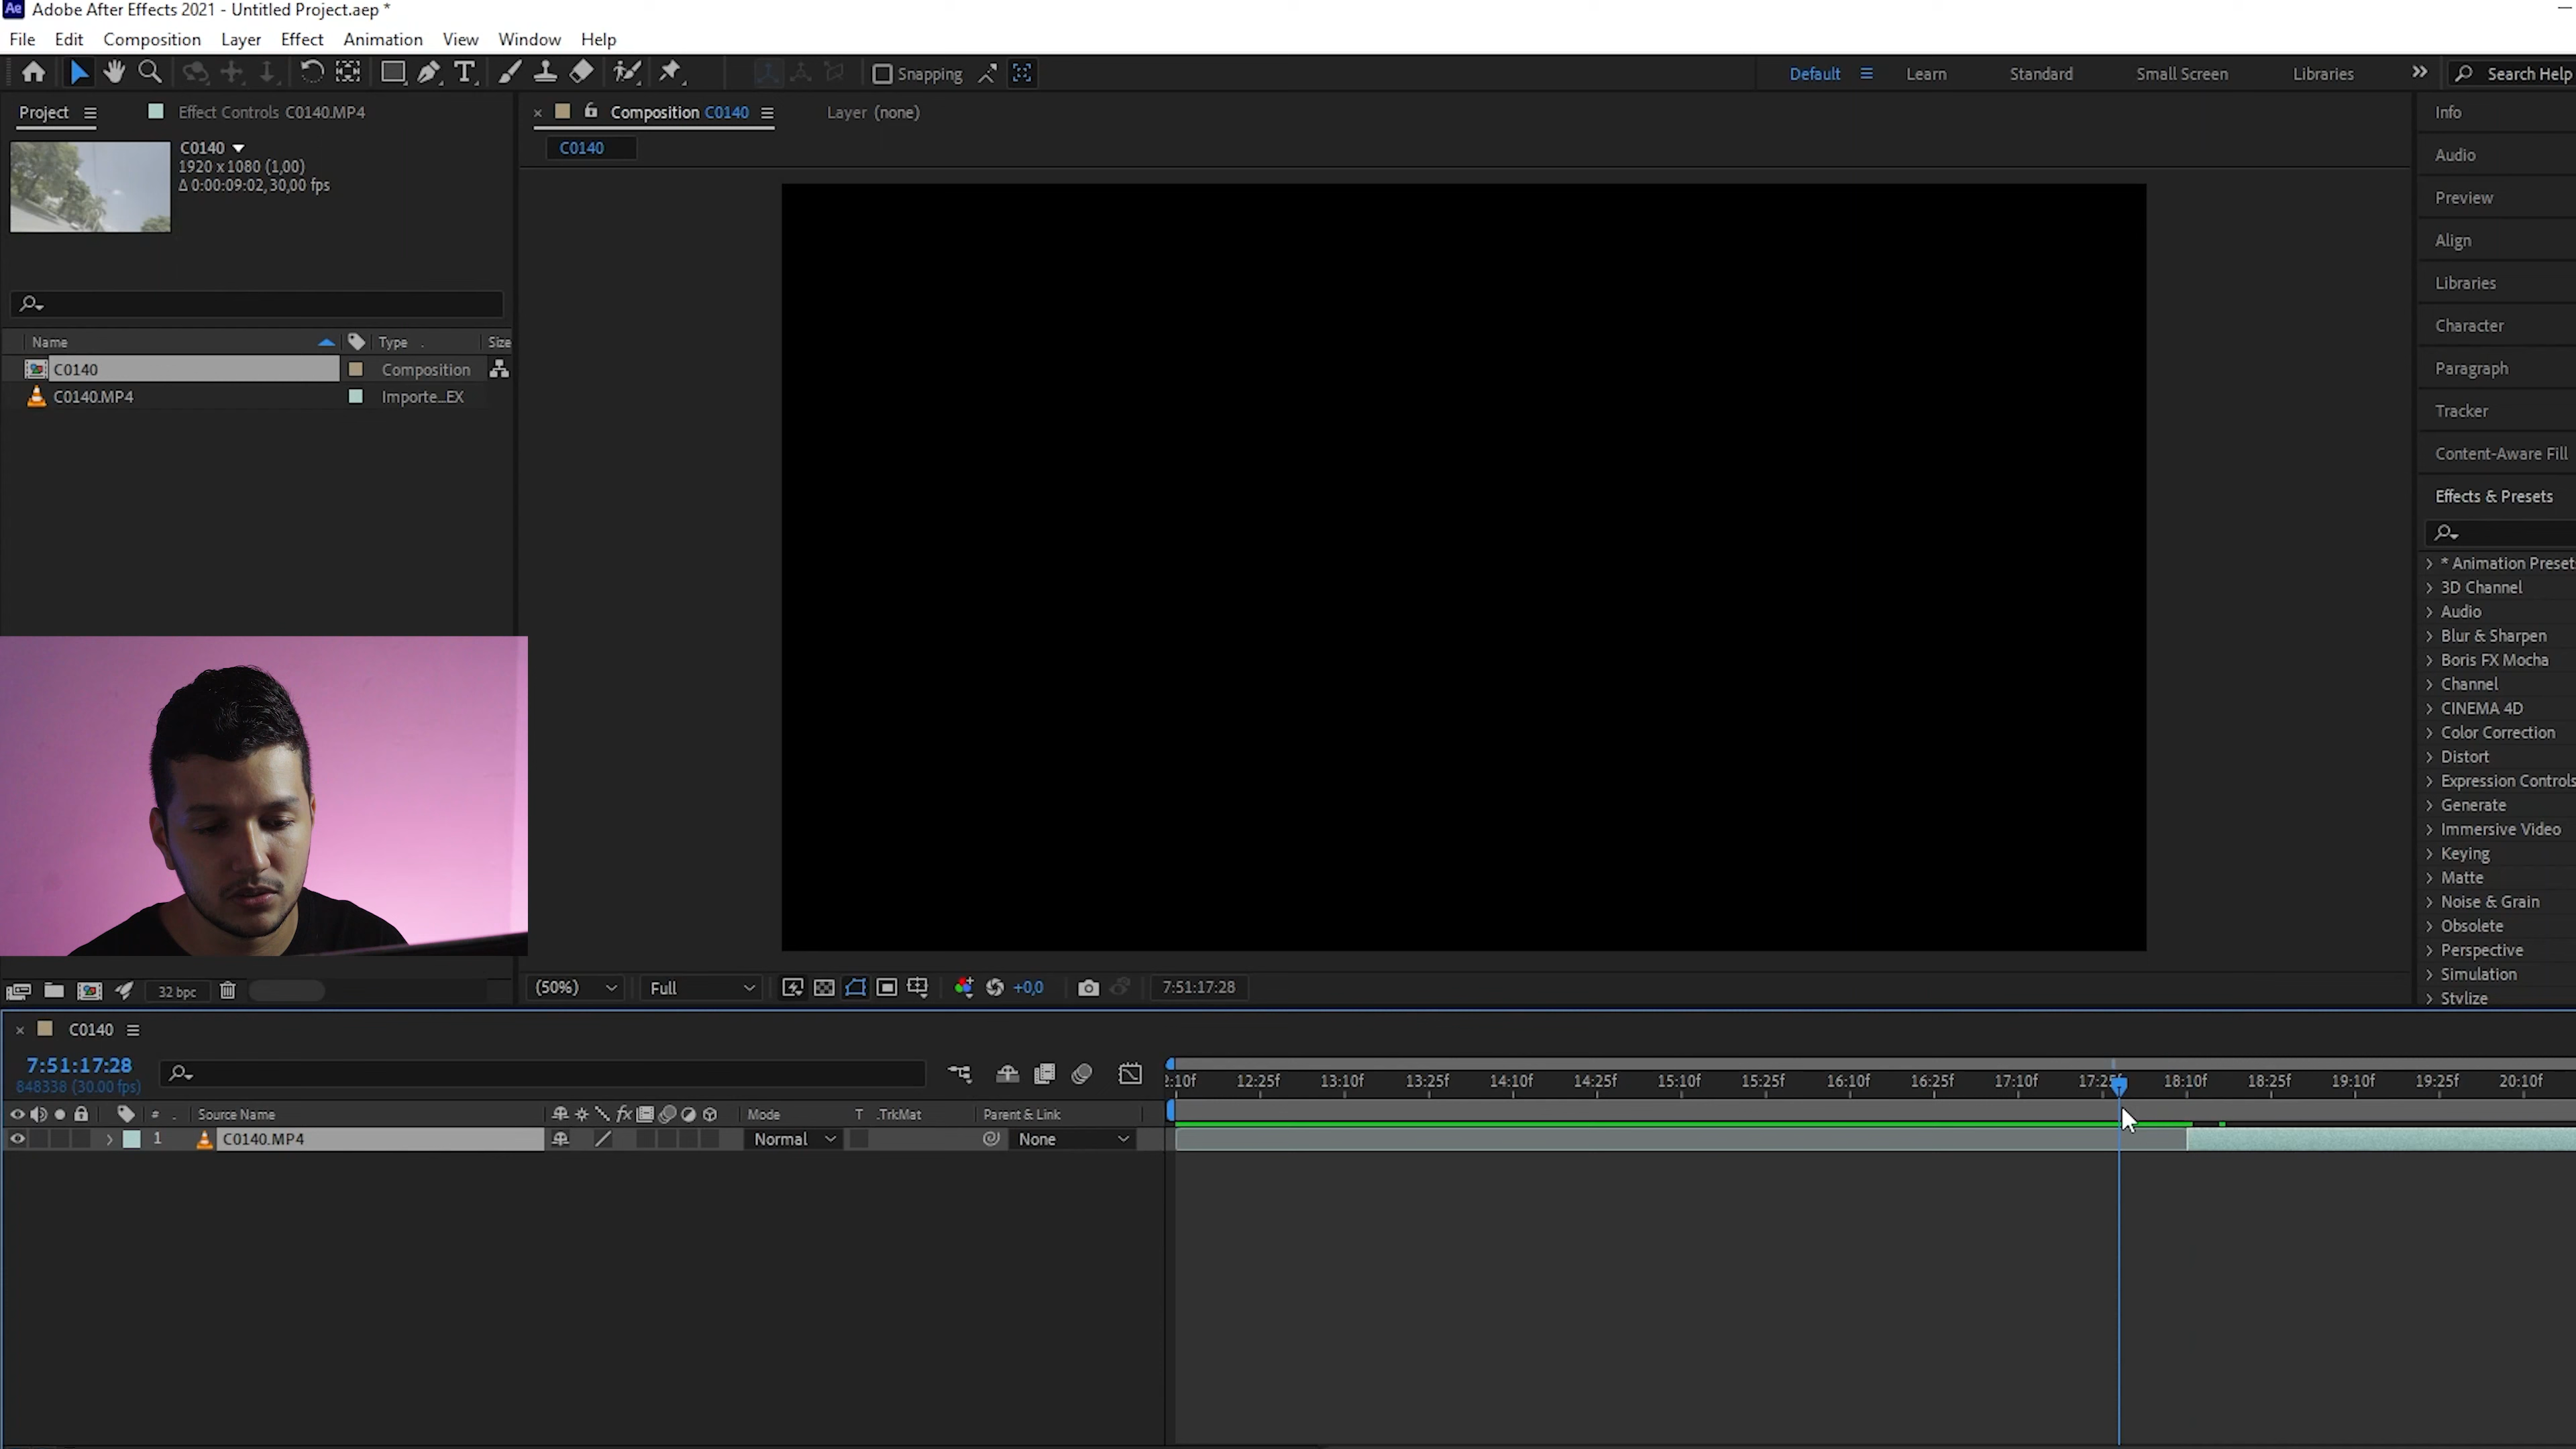 Ae Adobe After Effects 2021 - Untitled Project.aep *
File Edit Composition Layer Effect Animation View Window Help
T Snapping Default Learn Standard Small Screen Libraries Search Help
Project Effect Controls C0140.MP4 Composition C0140 Layer (none) Info
C0140
1920 x 1080 (1,00)
Δ 0:00:09:02, 30,00 fps
C0140
Audio
Preview
Align
Libraries
Character
Paragraph
Tracker
Content-Aware Fill
Effects & Presets
* Animation Preset
3D Channel
Audio
Blur & Sharpen
Boris FX Mocha
Channel
CINEMA 4D
Color Correction
Distort
Expression Controls
Generate
Immersive Video
Keying
Matte
Noise & Grain
Obsolete
Perspective
Simulation
Stylize
Name Type Size
C0140 Composition
C0140.MP4 Importe...EX
32 bpc (50%) Full +0,0 7:51:17:28
C0140
7:51:17:28
848338 (30.00 fps)
2:10f 12:25f 13:10f 13:25f 14:10f 14:25f 15:10f 15:25f 16:10f 16:25f 17:10f 17:25f 18:10f 18:25f 19:10f 19:25f 20:10f
# Source Name fx Mode T .TrkMat Parent & Link
1 C0140.MP4 Normal None